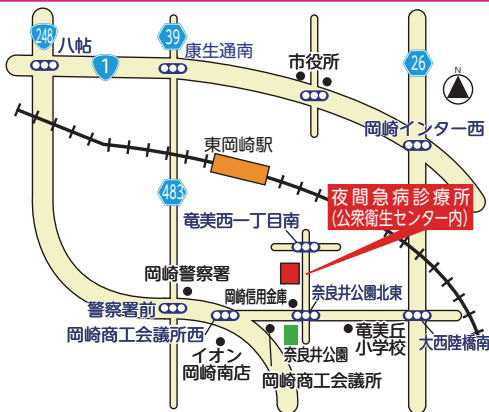 248
八帖
39
康生通南
1
市役所
26
N
岡崎インター西
東岡崎駅
483
夜間急病診療所
(公衆衛生センター内)
竜美西一丁目南
岡崎警察署
岡崎信用金庫
奈良井公園北東
警察署前
岡崎商工会議所西
竜美丘
小学校
大西陸橋南
イオン
岡崎南店
奈良井公園
岡崎商工会議所